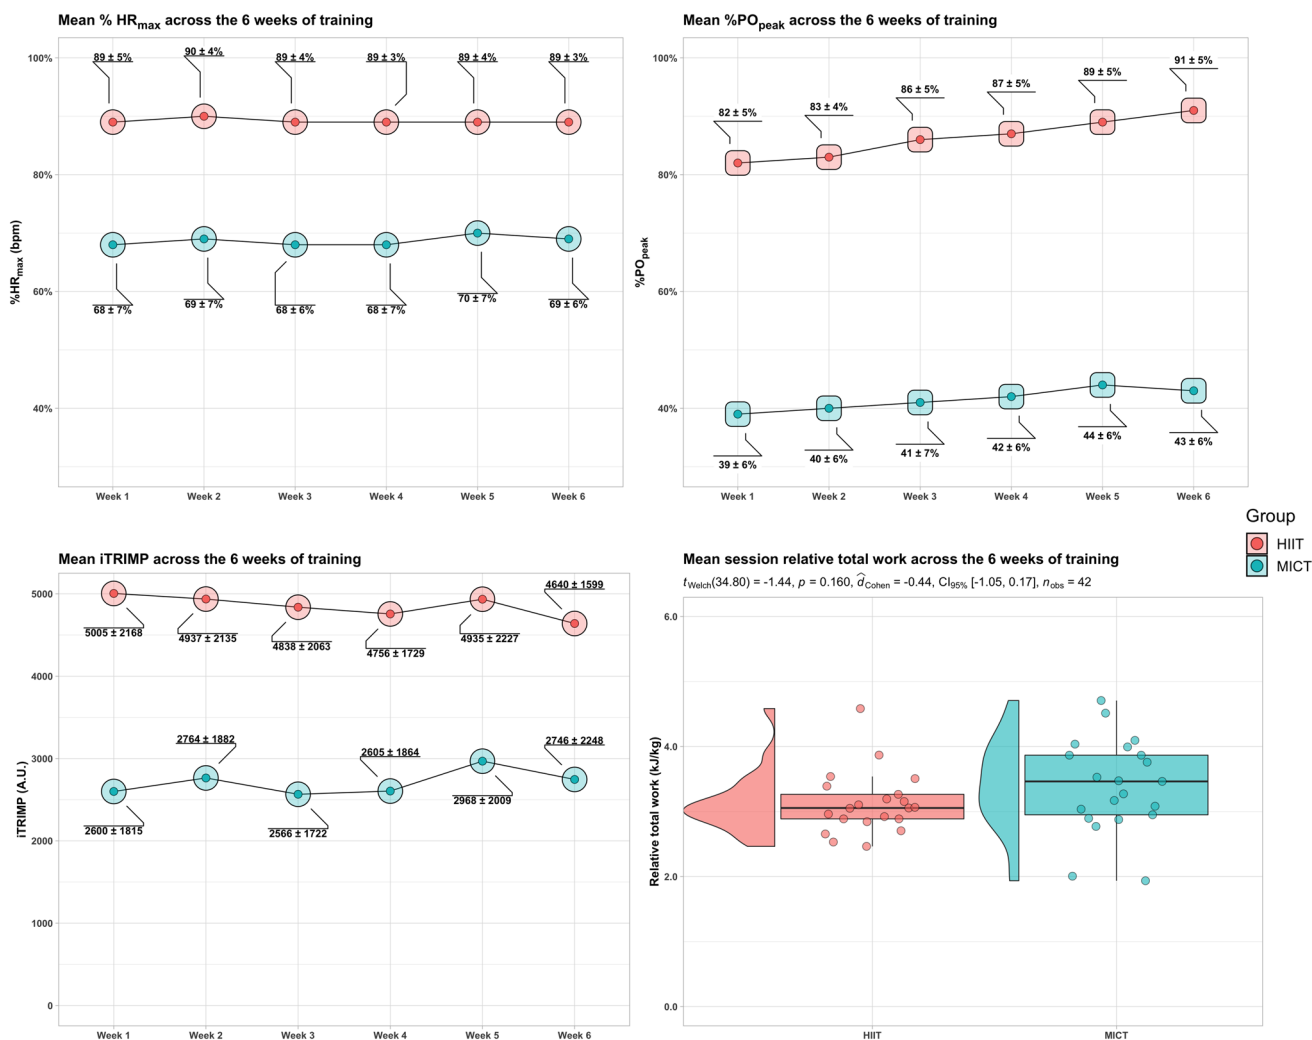 Mean % HRmax across the 6 weeks of training
%HRmax (bpm)
100%
80%
60%
40%
89 ± 5%
90 ± 4%
89 ± 4%
89 ± 3%
89 ± 4%
89 ± 3%
68 ± 7%
69 ± 7%
68 ± 6%
68 ± 7%
70 ± 7%
69 ± 6%
Week 1
Week 2
Week 3
Week 4
Week 5
Week 6
Mean %POpeak across the 6 weeks of training
%POpeak
100%
80%
60%
40%
82 ± 5%
83 ± 4%
86 ± 5%
87 ± 5%
89 ± 5%
91 ± 5%
39 ± 6%
40 ± 6%
41 ± 7%
42 ± 6%
44 ± 6%
43 ± 6%
Week 1
Week 2
Week 3
Week 4
Week 5
Week 6
Group
HIIT
MICT
Mean iTRIMP across the 6 weeks of training
iTRIMP (A.U.)
5000
4000
3000
2000
1000
0
5005 ± 2168
4937 ± 2135
4838 ± 2063
4756 ± 1729
4935 ± 2227
4640 ± 1599
2600 ± 1815
2764 ± 1882
2566 ± 1722
2605 ± 1864
2968 ± 2009
2746 ± 2248
Week 1
Week 2
Week 3
Week 4
Week 5
Week 6
Mean session relative total work across the 6 weeks of training
tWelch(34.80) = -1.44, p = 0.160, d̂Cohen = -0.44, CI95% [-1.05, 0.17], nobs = 42
Relative total work (kJ/kg)
6.0
4.0
2.0
0.0
HIIT
MICT